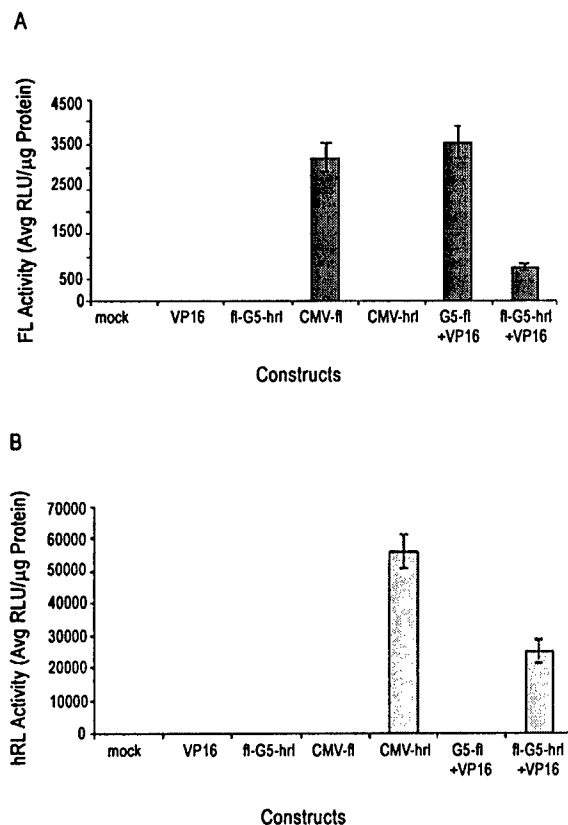 A
FL Activity (Avg RLU/µg Protein)
4500
3500
2500
1500
500
0
mock VP16 fl-G5-hrl CMV-fl CMV-hrl G5-fl +VP16 fl-G5-hrl +VP16
Constructs
B
hRL Activity (Avg RLU/µg Protein)
70000
60000
50000
40000
30000
20000
10000
0
mock VP16 fl-G5-hrl CMV-fl CMV-hrl G5-fl +VP16 fl-G5-hrl +VP16
Constructs